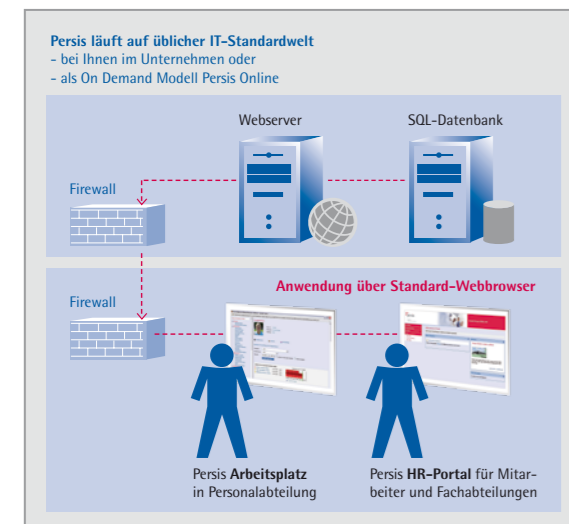 Persis läuft auf üblicher IT-Standardwelt
- bei Ihnen im Unternehmen oder
- als On Demand Modell Persis Online
Webserver
SQL-Datenbank
Firewall
Anwendung über Standard-Webbrowser
Firewall
Persis Arbeitsplatz
in Personalabteilung
Persis HR-Portal für Mitar-
beiter und Fachabteilungen